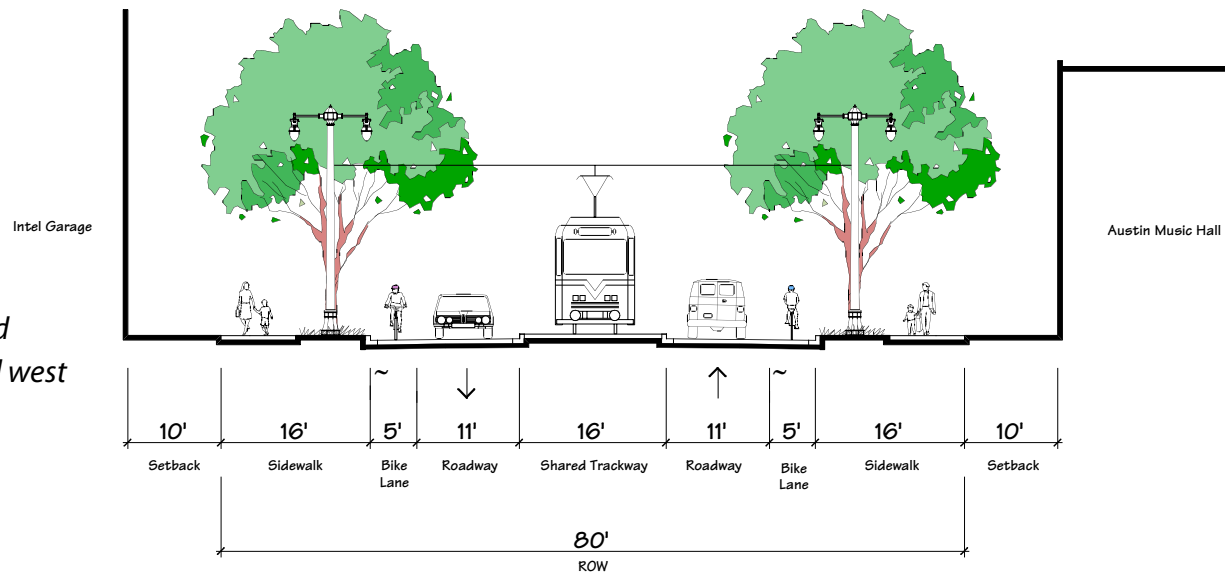 Intel Garage
Austin Music Hall
d
west
~ ~
10' 16' 5' 11' 16' 11' 5' 16' 10'
Setback Sidewalk Bike Lane Roadway Shared Trackway Roadway Bike Lane Sidewalk Setback
80'
ROW